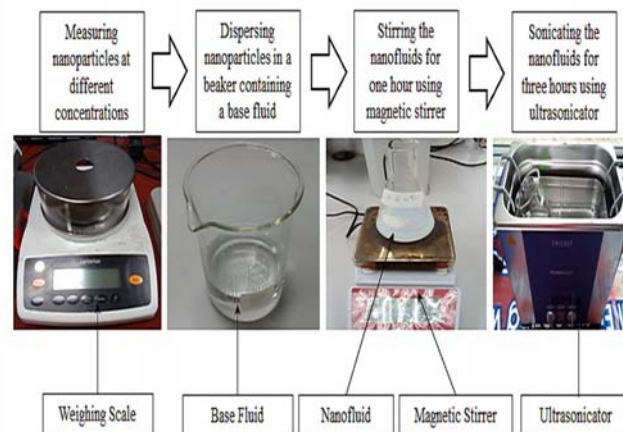 Measuring
nanoparticles at
different
concentrations
Dispersing
nanoparticles in a
beaker containing
a base fluid
Stirring the
nanofluids for
one hour using
magnetic stirrer
Sonicating the
nanofluids for
three hours using
ultrasonicator
Weighing Scale
Base Fluid
Nanofluid
Magnetic Stirrer
Ultrasonicator